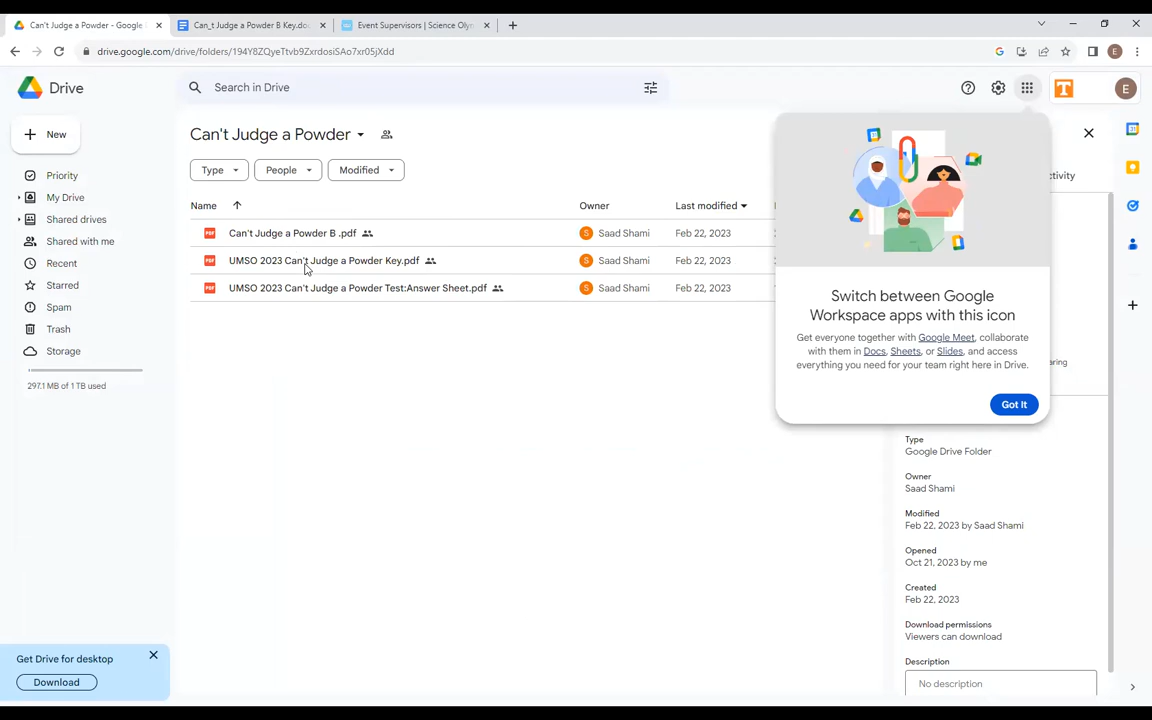 Can't Judge a Powder - Google
Can_t Judge a Powder B Key.do
Event Supervisors | Science Oly
drive.google.com/drive/folders/194Y8ZQyeTtvb9ZxrdosiSAo7xr05jXdd
E
Drive
Search in Drive
E
New
Can't Judge a Powder
Type
People
Modified
ctivity
Priority
My Drive
Shared drives
Shared with me
Recent
Starred
Spam
Trash
Storage
297.1 MB of 1 TB used
Name
Owner
Last modified
Can't Judge a Powder B .pdf
Saad Shami
Feb 22, 2023
UMSO 2023 Can't Judge a Powder Key.pdf
Saad Shami
Feb 22, 2023
UMSO 2023 Can't Judge a Powder Test:Answer Sheet.pdf
Saad Shami
Feb 22, 2023
Switch between Google
Workspace apps with this icon
Get everyone together with Google Meet, collaborate
with them in Docs, Sheets, or Slides, and access
everything you need for your team right here in Drive.
Got It
aring
Type
Google Drive Folder
Owner
Saad Shami
Modified
Feb 22, 2023 by Saad Shami
Opened
Oct 21, 2023 by me
Created
Feb 22, 2023
Download permissions
Viewers can download
Description
No description
Get Drive for desktop
Download